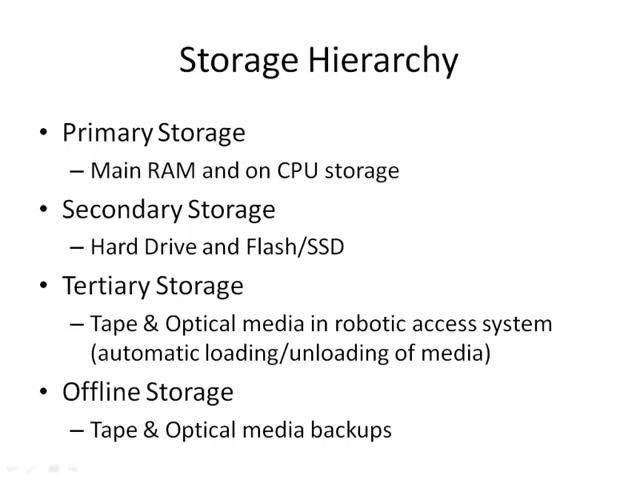 Storage Hierarchy
• Primary Storage
– Main RAM and on CPU storage
• Secondary Storage
– Hard Drive and Flash/SSD
• Tertiary Storage
– Tape & Optical media in robotic access system
(automatic loading/unloading of media)
• Offline Storage
– Tape & Optical media backups